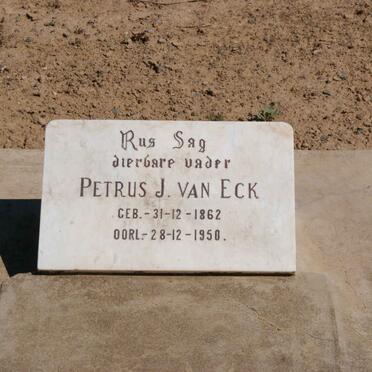 Rus Sag
dierbare vader
PETRUS J. VAN ECK
GEB.-31-12-1862
OORL-28-12-1950.